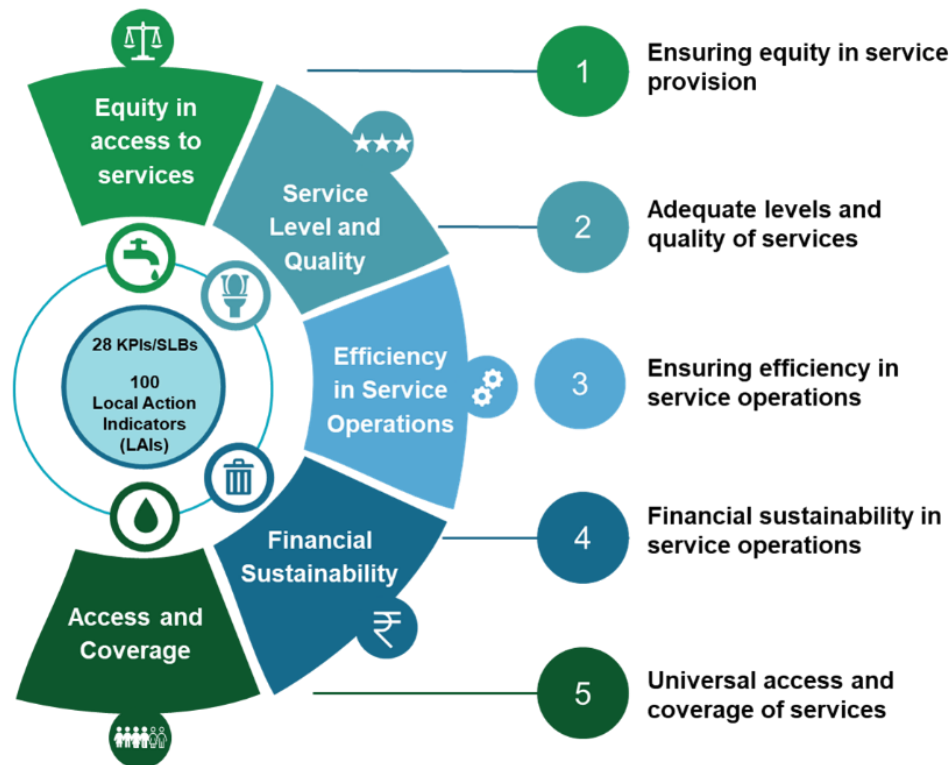 Equity in
access to
services
Service
Level and
Quality
Efficiency
in Service
Operations
Financial
Sustainability
Access and
Coverage
28 KPIs/SLBs
100
Local Action
Indicators
(LAIs)
₹
1
Ensuring equity in service
provision
2
Adequate levels and
quality of services
3
Ensuring efficiency in
service operations
4
Financial sustainability in
service operations
5
Universal access and
coverage of services